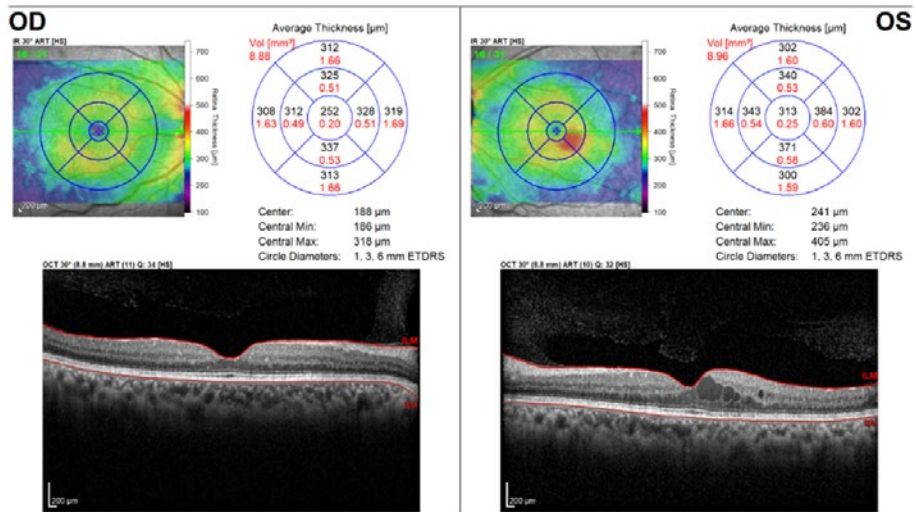 OD
IR 30° ART [HS]
16 / 31
Retina Thickness [µm]
700
600
500
400
300
200
100
200 µm
Average Thickness [µm]
Vol [mm³]
8.88
312
1.66
325
0.51
308 312 252 328 319
1.63 0.49 0.20 0.51 1.69
337
0.53
313
1.66
Center: 188 µm
Central Min: 186 µm
Central Max: 318 µm
Circle Diameters: 1, 3, 6 mm ETDRS
OCT 30° (8.8 mm) ART (11) Q: 34 [HS]
ILM
200 µm
OS
IR 30° ART [HS]
Retina Thickness [µm]
700
600
500
400
300
200
100
200 µm
Average Thickness [µm]
Vol [mm³]
8.96
302
1.60
340
0.53
314 343 313 384 302
1.66 0.54 0.25 0.60 1.60
371
0.58
300
1.59
Center: 241 µm
Central Min: 236 µm
Central Max: 405 µm
Circle Diameters: 1, 3, 6 mm ETDRS
OCT 30° (8.8 mm) ART (10) Q: 32 [HS]
ILM
200 µm